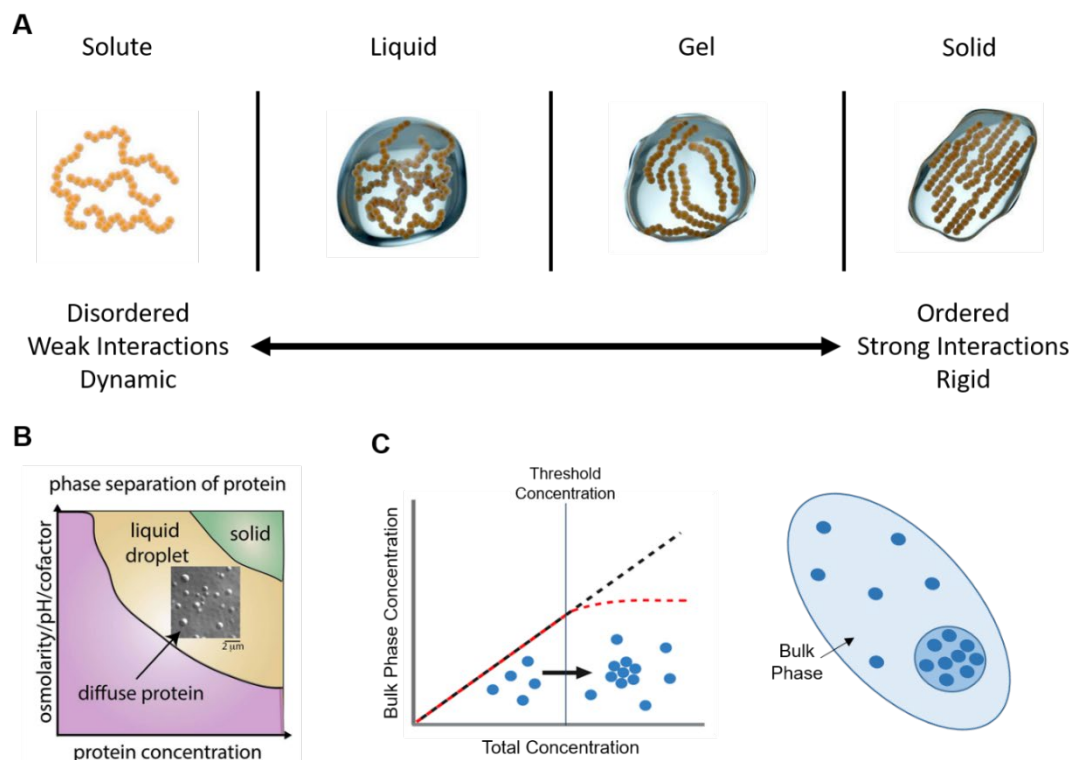 A
Solute
Liquid
Gel
Solid
Disordered
Weak Interactions
Dynamic
Ordered
Strong Interactions
Rigid
B
phase separation of protein
osmolarity/pH/cofactor
liquid
droplet
solid
2 μm
diffuse protein
protein concentration
C
Threshold
Concentration
Bulk Phase Concentration
Total Concentration
Bulk
Phase